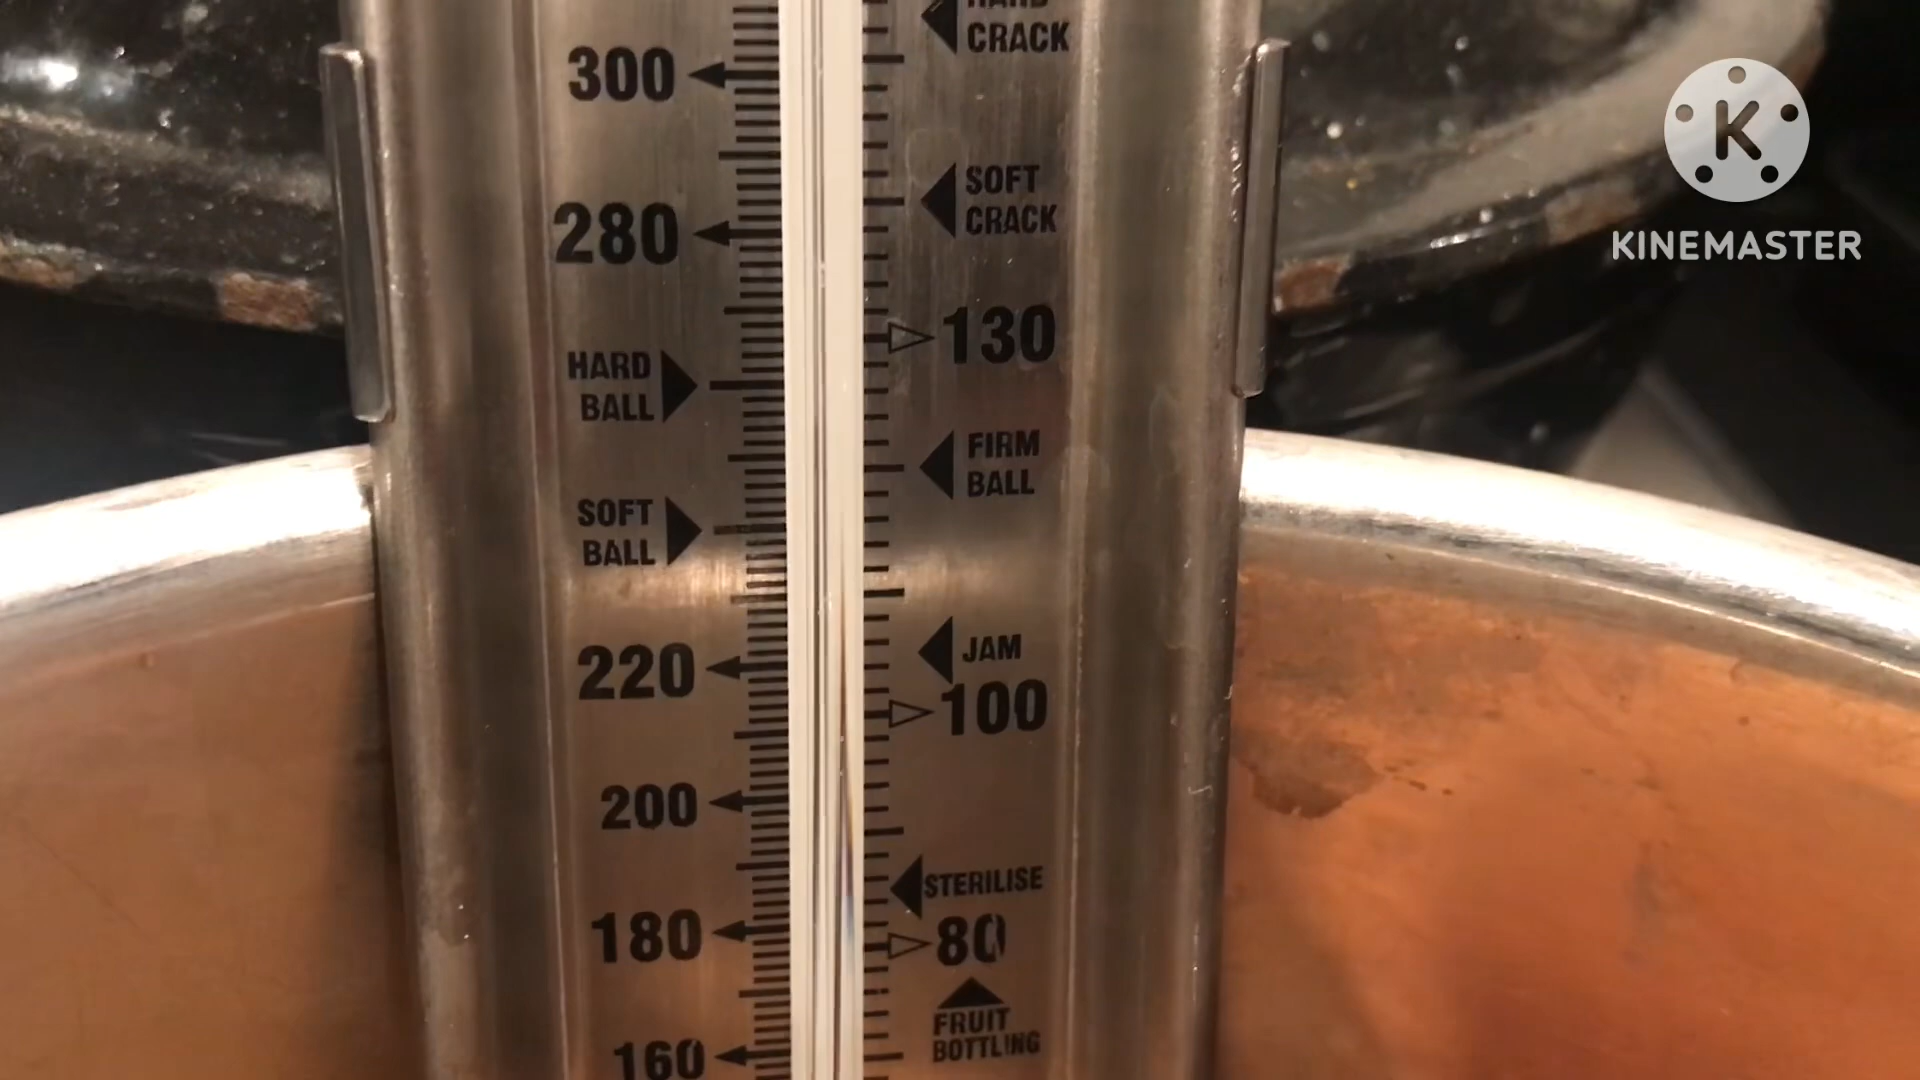 HARD
CRACK
300
SOFT
CRACK
280
130
HARD
BALL
FIRM
BALL
SOFT
BALL
JAM
220
100
200
STERILISE
180
80
FRUIT
BOTTLING
160
K
KINEMASTER